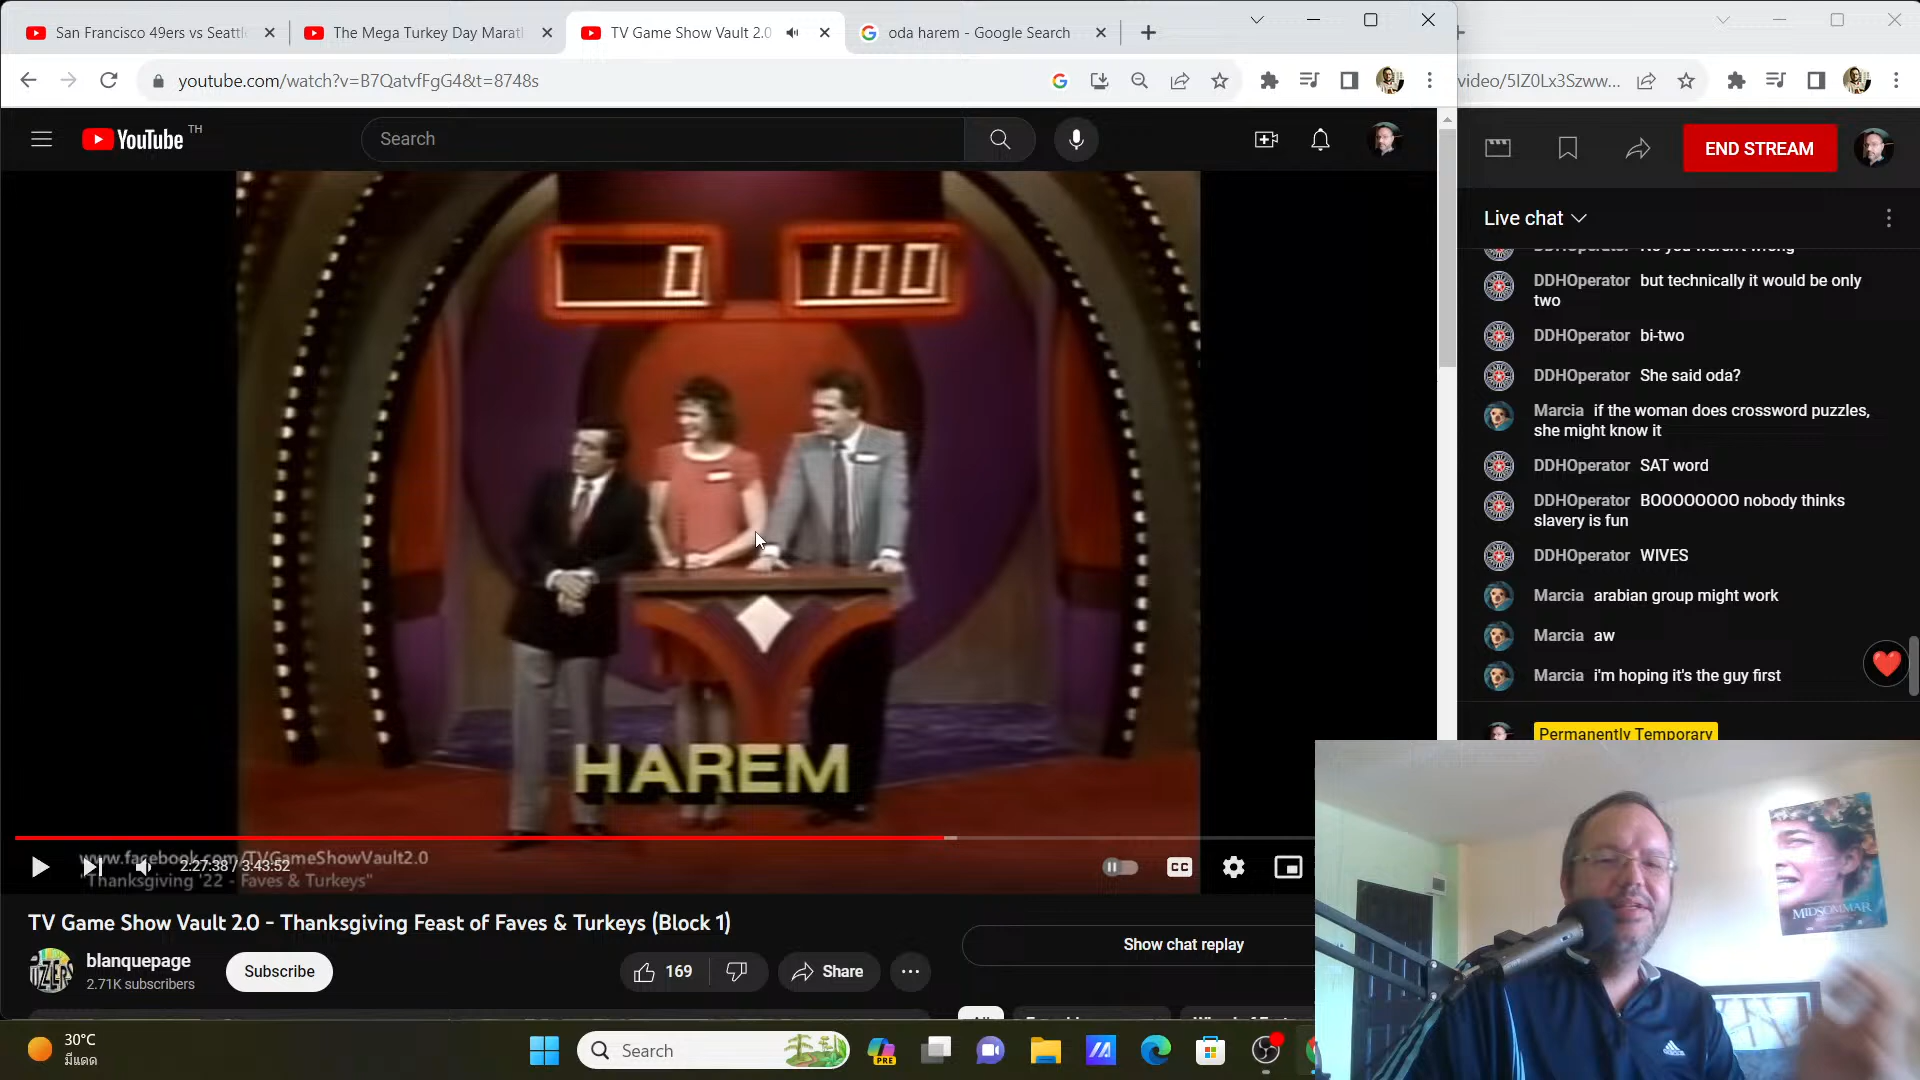 San Francisco 49ers vs Seattl
The Mega Turkey Day Marat
TV Game Show Vault 2.0
oda harem - Google Search
youtube.com/watch?v=B7QatvfFgG4&t=8748s
video/5IZ0Lx3Szww...
YouTube TH
Search
END STREAM
Live chat
0
100
HAREM
DDHOperator No you weren't wrong
DDHOperator but technically it would be only
two
DDHOperator bi-two
DDHOperator She said oda?
Marcia if the woman does crossword puzzles,
she might know it
DDHOperator SAT word
DDHOperator BOOOOOOOO nobody thinks
slavery is fun
DDHOperator WIVES
Marcia arabian group might work
Marcia aw
Marcia i'm hoping it's the guy first
Permanently Temporary
www.facebook.com/TVGameShowVault2.0
"Thanksgiving '22 - Faves & Turkeys"
2:27:38 / 3:43:52
CC
TV Game Show Vault 2.0 - Thanksgiving Feast of Faves & Turkeys (Block 1)
blanquepage
2.71K subscribers
Subscribe
169
Share
Show chat replay
MIDSOMMAR
30°C
มีแดด
Search
PRE